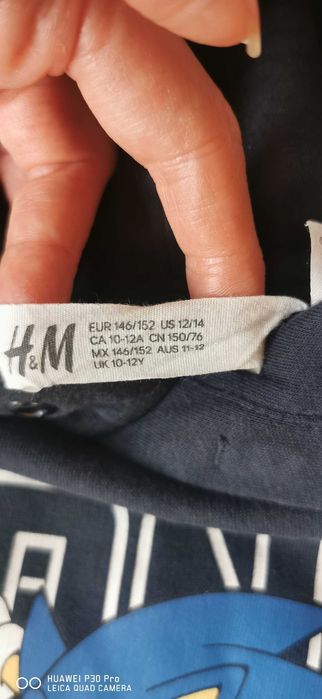 H&M
EUR 146/152 US 12/14
CA 10-12A CN 150/76
MX 146/152 AUS 11-12
UK 10-12Y
HUAWEI P30 Pro
LEICA QUAD CAMERA